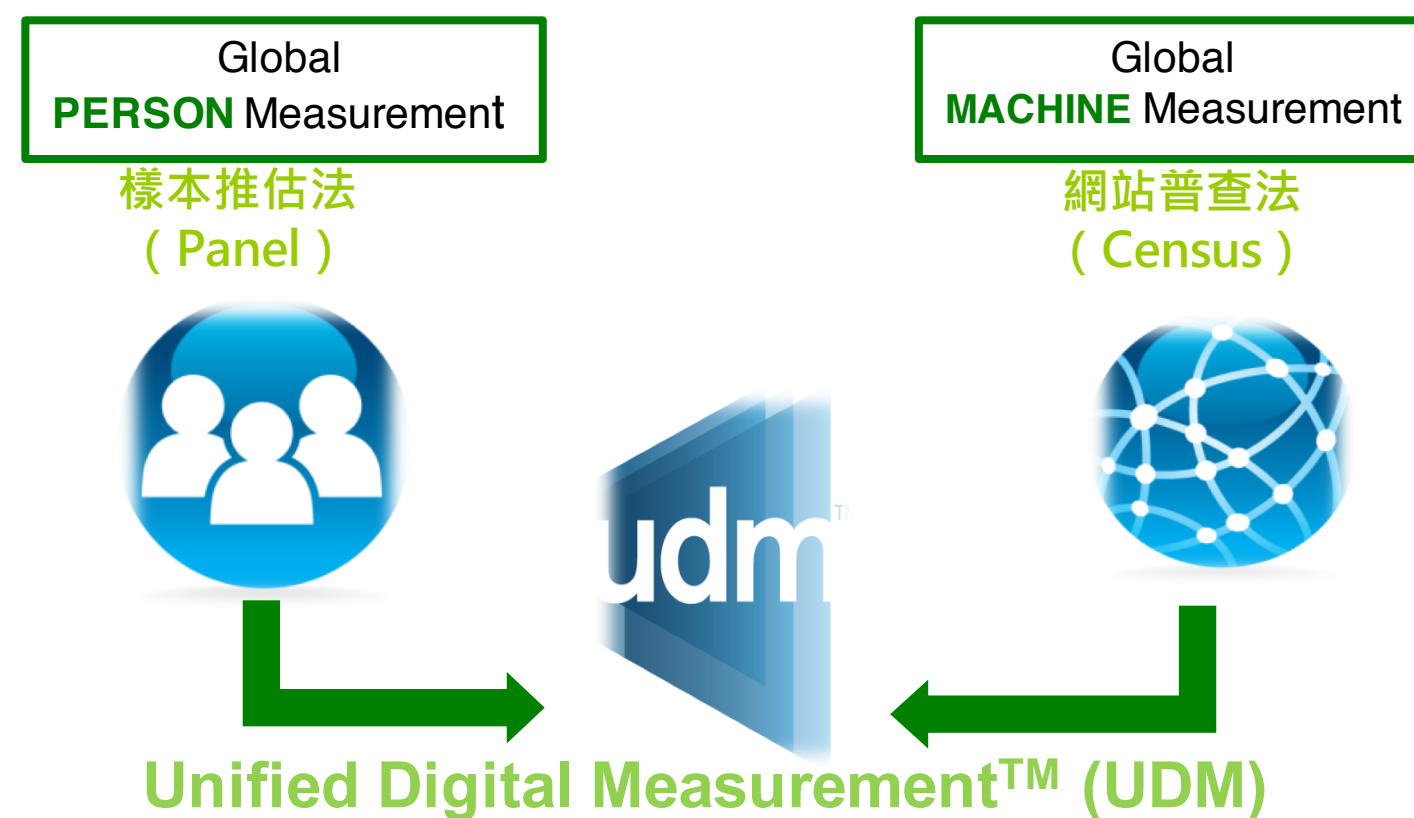 Global
PERSON Measurement
樣本推估法
（Panel）
Global
MACHINE Measurement
網站普查法
（Census）
udm™
Unified Digital Measurement™ (UDM)